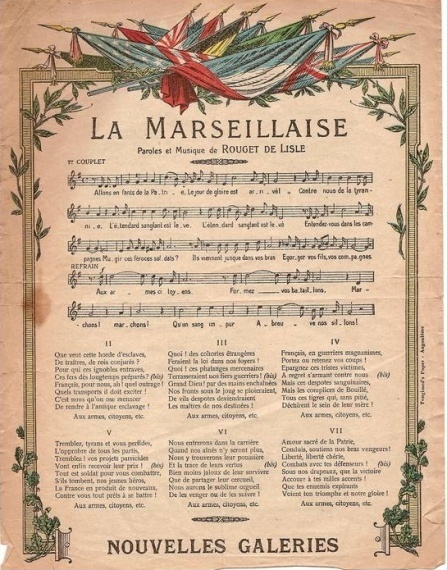 LA MARSEILLAISE
Paroles et Musique de ROUGET DE LISLE
1er COUPLET
Allons en fants de la Pa . tri . e, Le jour de gloire est ar . ri . vé! Contre nous de la tyran-
ni . e, L'é . tendard sanglant est le . vé. L'éten . dard sanglant est le . vé Entendez-vous dans les cam-
pagnes Mu . gir ces féroces sol . dats? Ils viennent jusque dans vos bras Egor . ger vos fils, vos com . pa . gnes
REFRAIN
Aux ar . mes ci . toy . ens. For . mez vos ba . tail . lons, Mar -
- chons! mar . chons! Qu'un sang im . pur A . breu . ve nos sil . lons!
II
Que veut cette horde d'esclaves,
De traîtres, de rois conjurés?
Pour qui ces ignobles entraves,
Ces fers dès longtemps préparés? (bis)
Français, pour nous, ah! quel outrage!
Quels transports il doit exciter!
C'est nous qu'on ose menacer
De rendre à l'antique esclavage!
Aux armes, citoyens, etc.
III
Quoi! des cohortes étrangères
Feraient la loi dans nos foyers!
Quoi! ces phalanges mercenaires
Terrasseraient nos fiers guerriers! (bis)
Grand Dieu! par des mains enchaînées
Nos fronts sous le joug se ploieraient,
De vils despotes deviendraient
Les maîtres de nos destinées!
Aux armes, citoyens, etc.
IV
Français, en guerriers magnanimes,
Portez ou retenez vos coups!
Epargnez ces tristes victimes,
A regret s'armant contre nous (bis)
Mais ces despotes sanguinaires,
Mais les complices de Bouillé,
Tous ces tigres qui, sans pitié,
Déchirent le sein de leur mère!
Aux armes, citoyens, etc.
V
Tremblez, tyrans et vous perfides,
L'opprobre de tous les partis,
Tremblez! vos projets parricides
Vont enfin recevoir leur prix! (bis)
Tout est soldat pour vous combattre,
S'ils tombent, nos jeunes héros,
La France en produit de nouveaux,
Contre vous tout prêts à se battre!
Aux armes, citoyens, etc.
VI
Nous entrerons dans la carrière
Quand nos aînés n'y seront plus,
Nous y trouverons leur poussière
Et la trace de leurs vertus (bis)
Bien moins jaloux de leur survivre
Que de partager leur cercueil,
Nous aurons le sublime orgueil
De les venger ou de les suivre!
Aux armes, citoyens, etc.
VII
Amour sacré de la Patrie,
Conduis, soutiens nos bras vengeurs!
Liberté, liberté chérie,
Combats avec tes défenseurs! (bis)
Sous nos drapeaux, que la victoire
Accoure à tes mâles accents!
Que tes ennemis expirants
Voient ton triomphe et notre gloire!
Aux armes, citoyens, etc.
NOUVELLES GALERIES